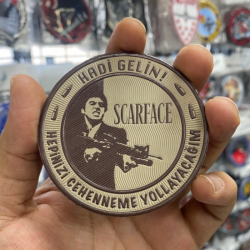 HADİ GELİN!
SCARFACE
HEPİNİZİ CEHENNEME YOLLAYACAĞIM